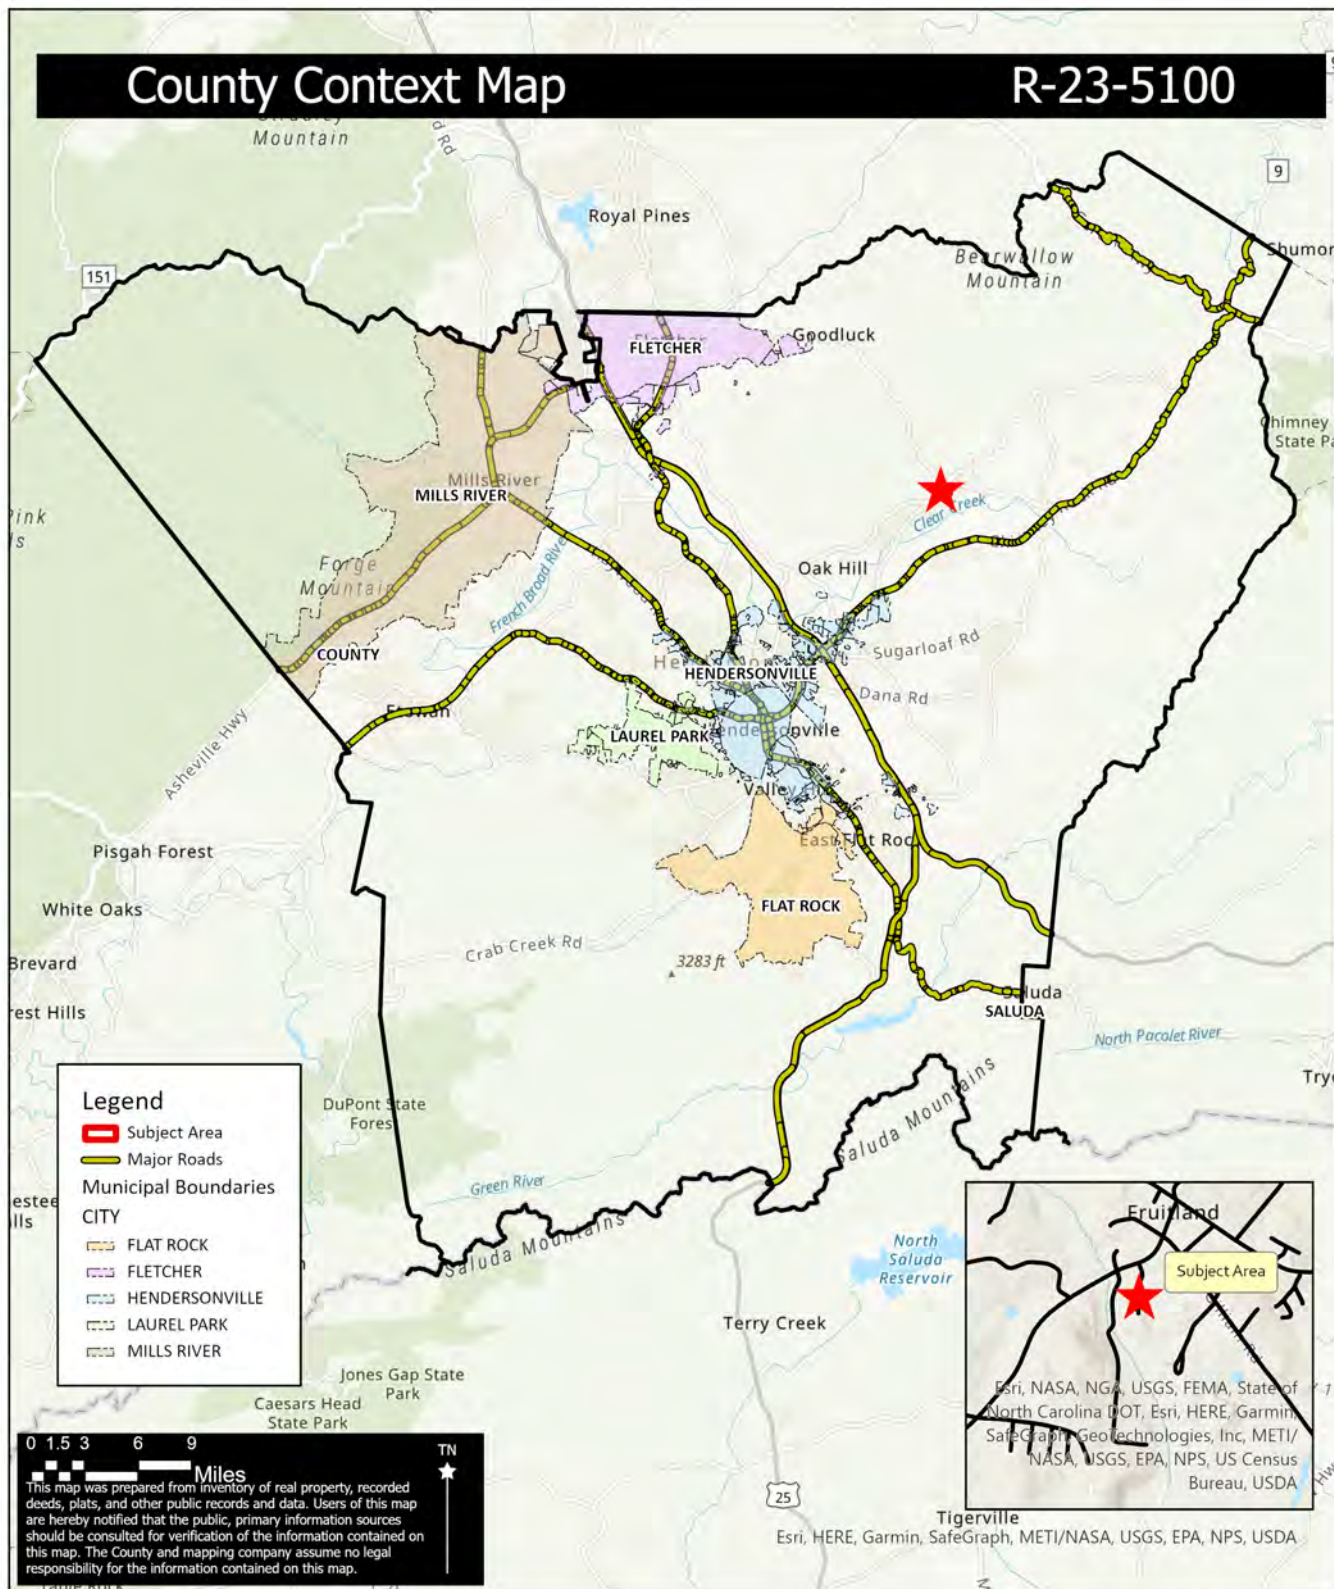 County Context Map
R-23-5100
Mountain
9
Royal Pines
Bearwallow
Mountain
151
Goodluck
FLETCHER
Chimney
Mills River
MILLS RIVER
Clear Creek
Forge
Mountain
French Broad River
Oak Hill
COUNTY
Sugarloaf Rd
HENDERSONVILLE
Dana Rd
LAUREL PARK
Asheville Hwy
Pisgah Forest
East Flat Roc
White Oaks
FLAT ROCK
Crab Creek Rd
3283 ft
Brevard
Saluda
SALUDA
rest Hills
North Pacolet River
Saluda Mountains
DuPont State
Forest
Green River
Saluda Mountains
North
Saluda
Reservoir
Terry Creek
Jones Gap State
Park
Caesars Head
State Park
25
Tigerville
Legend
Subject Area
Major Roads
Municipal Boundaries
CITY
FLAT ROCK
FLETCHER
HENDERSONVILLE
LAUREL PARK
MILLS RIVER
Fruitland
Subject Area
Esri, NASA, NGA, USGS, FEMA, State of
North Carolina DOT, Esri, HERE, Garmin,
SafeGraph, GeoTechnologies, Inc, METI/
NASA, USGS, EPA, NPS, US Census
Bureau, USDA
Esri, HERE, Garmin, SafeGraph, METI/NASA, USGS, EPA, NPS, USDA
0 1.5 3 6 9
Miles
TN
This map was prepared from inventory of real property, recorded
deeds, plats, and other public records and data. Users of this map
are hereby notified that the public, primary information sources
should be consulted for verification of the information contained on
this map. The County and mapping company assume no legal
responsibility for the information contained on this map.